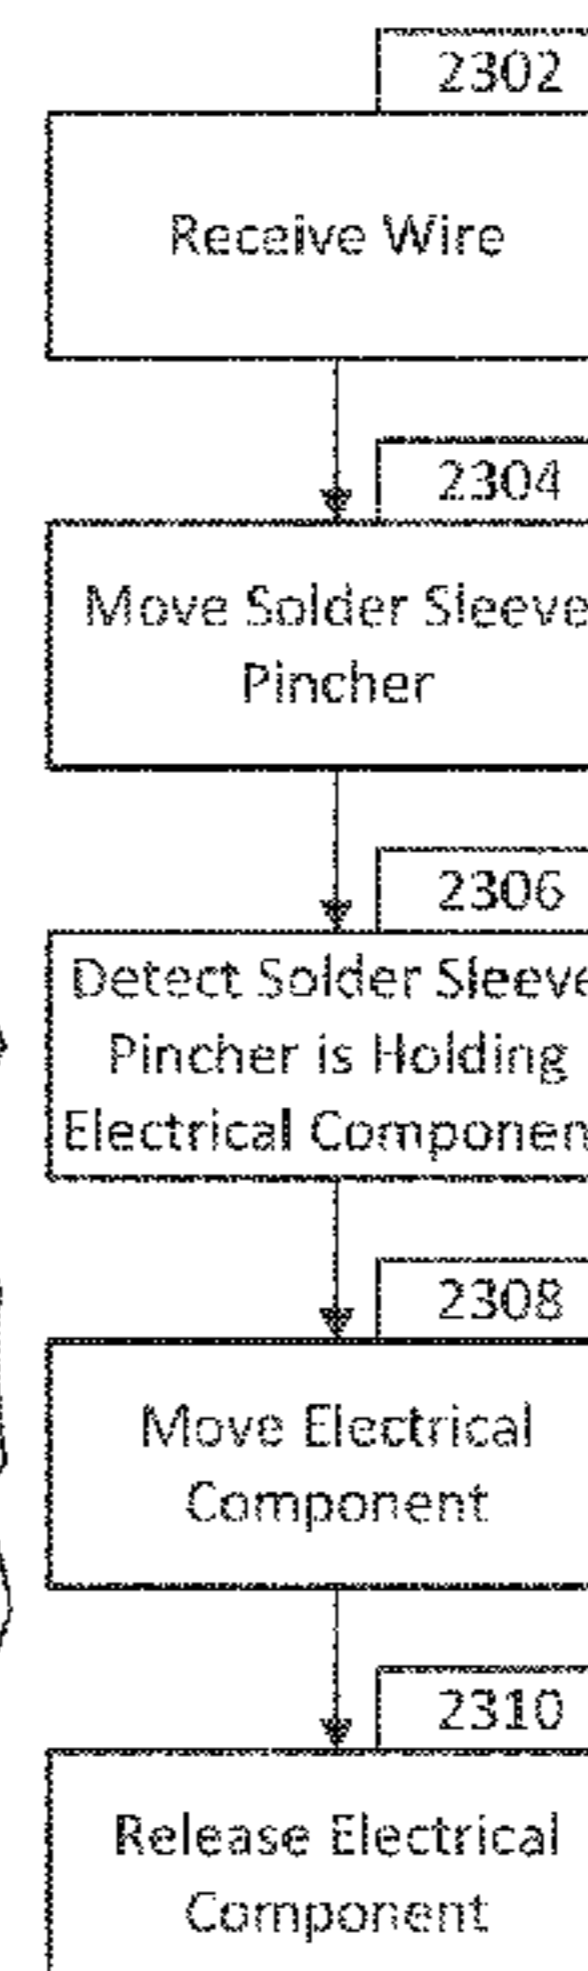 2302
Receive Wire
2304
Move Solder Sleeve
Pincher
2306
Detect Solder Sleeve
Pincher is Holding
Electrical Componen
2308
Move Electrical
Component
2310
Release Electrical
Component